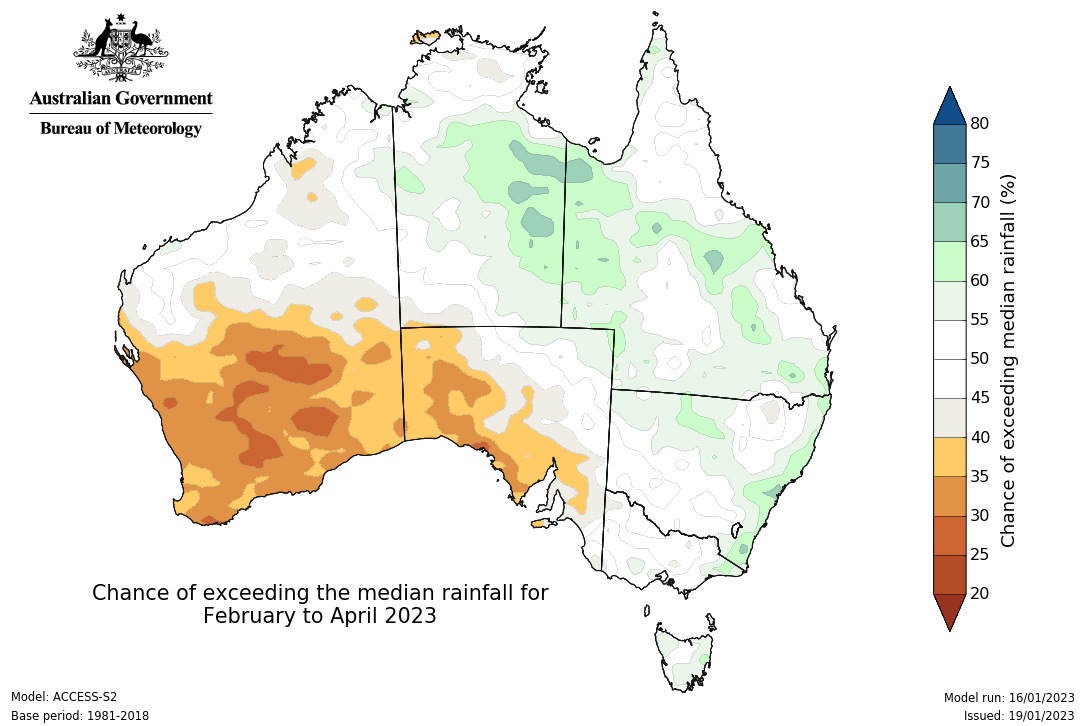 Australian Government
Bureau of Meteorology
80
75
70
65
60
55
50
45
40
35
30
25
20
Chance of exceeding median rainfall (%)
Chance of exceeding the median rainfall for
February to April 2023
Model: ACCESS-S2
Base period: 1981-2018
Model run: 16/01/2023
Issued: 19/01/2023